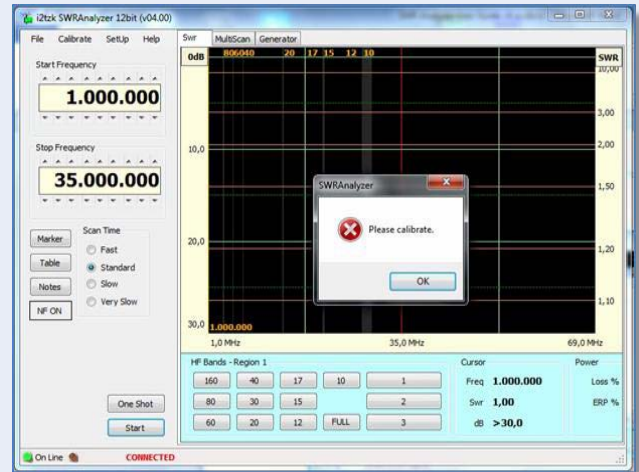 i2tzk SWRAnalyzer 12bit (v04.00)
File Calibrate SetUp Help
Swr MultiScan Generator
Start Frequency
1.000.000
Stop Frequency
35.000.000
Marker
Table
Notes
NF ON
Scan Time
Fast
Standard
Slow
Very Slow
One Shot
Start
0dB 806040 20 17 15 12 10 SWR
10,00
3,00
10,0 2,00
1,50
20,0
1,20
1,10
30,0 1.000.000
1,0 MHz 35,0 MHz 69,0 MHz
SWRAnalyzer
Please calibrate.
OK
HF Bands - Region 1
160 40 17 10 1
80 30 15 2
60 20 12 FULL 3
Cursor
Freq 1.000.000
Swr 1,00
dB >30,0
Power
Loss %
ERP %
On Line CONNECTED